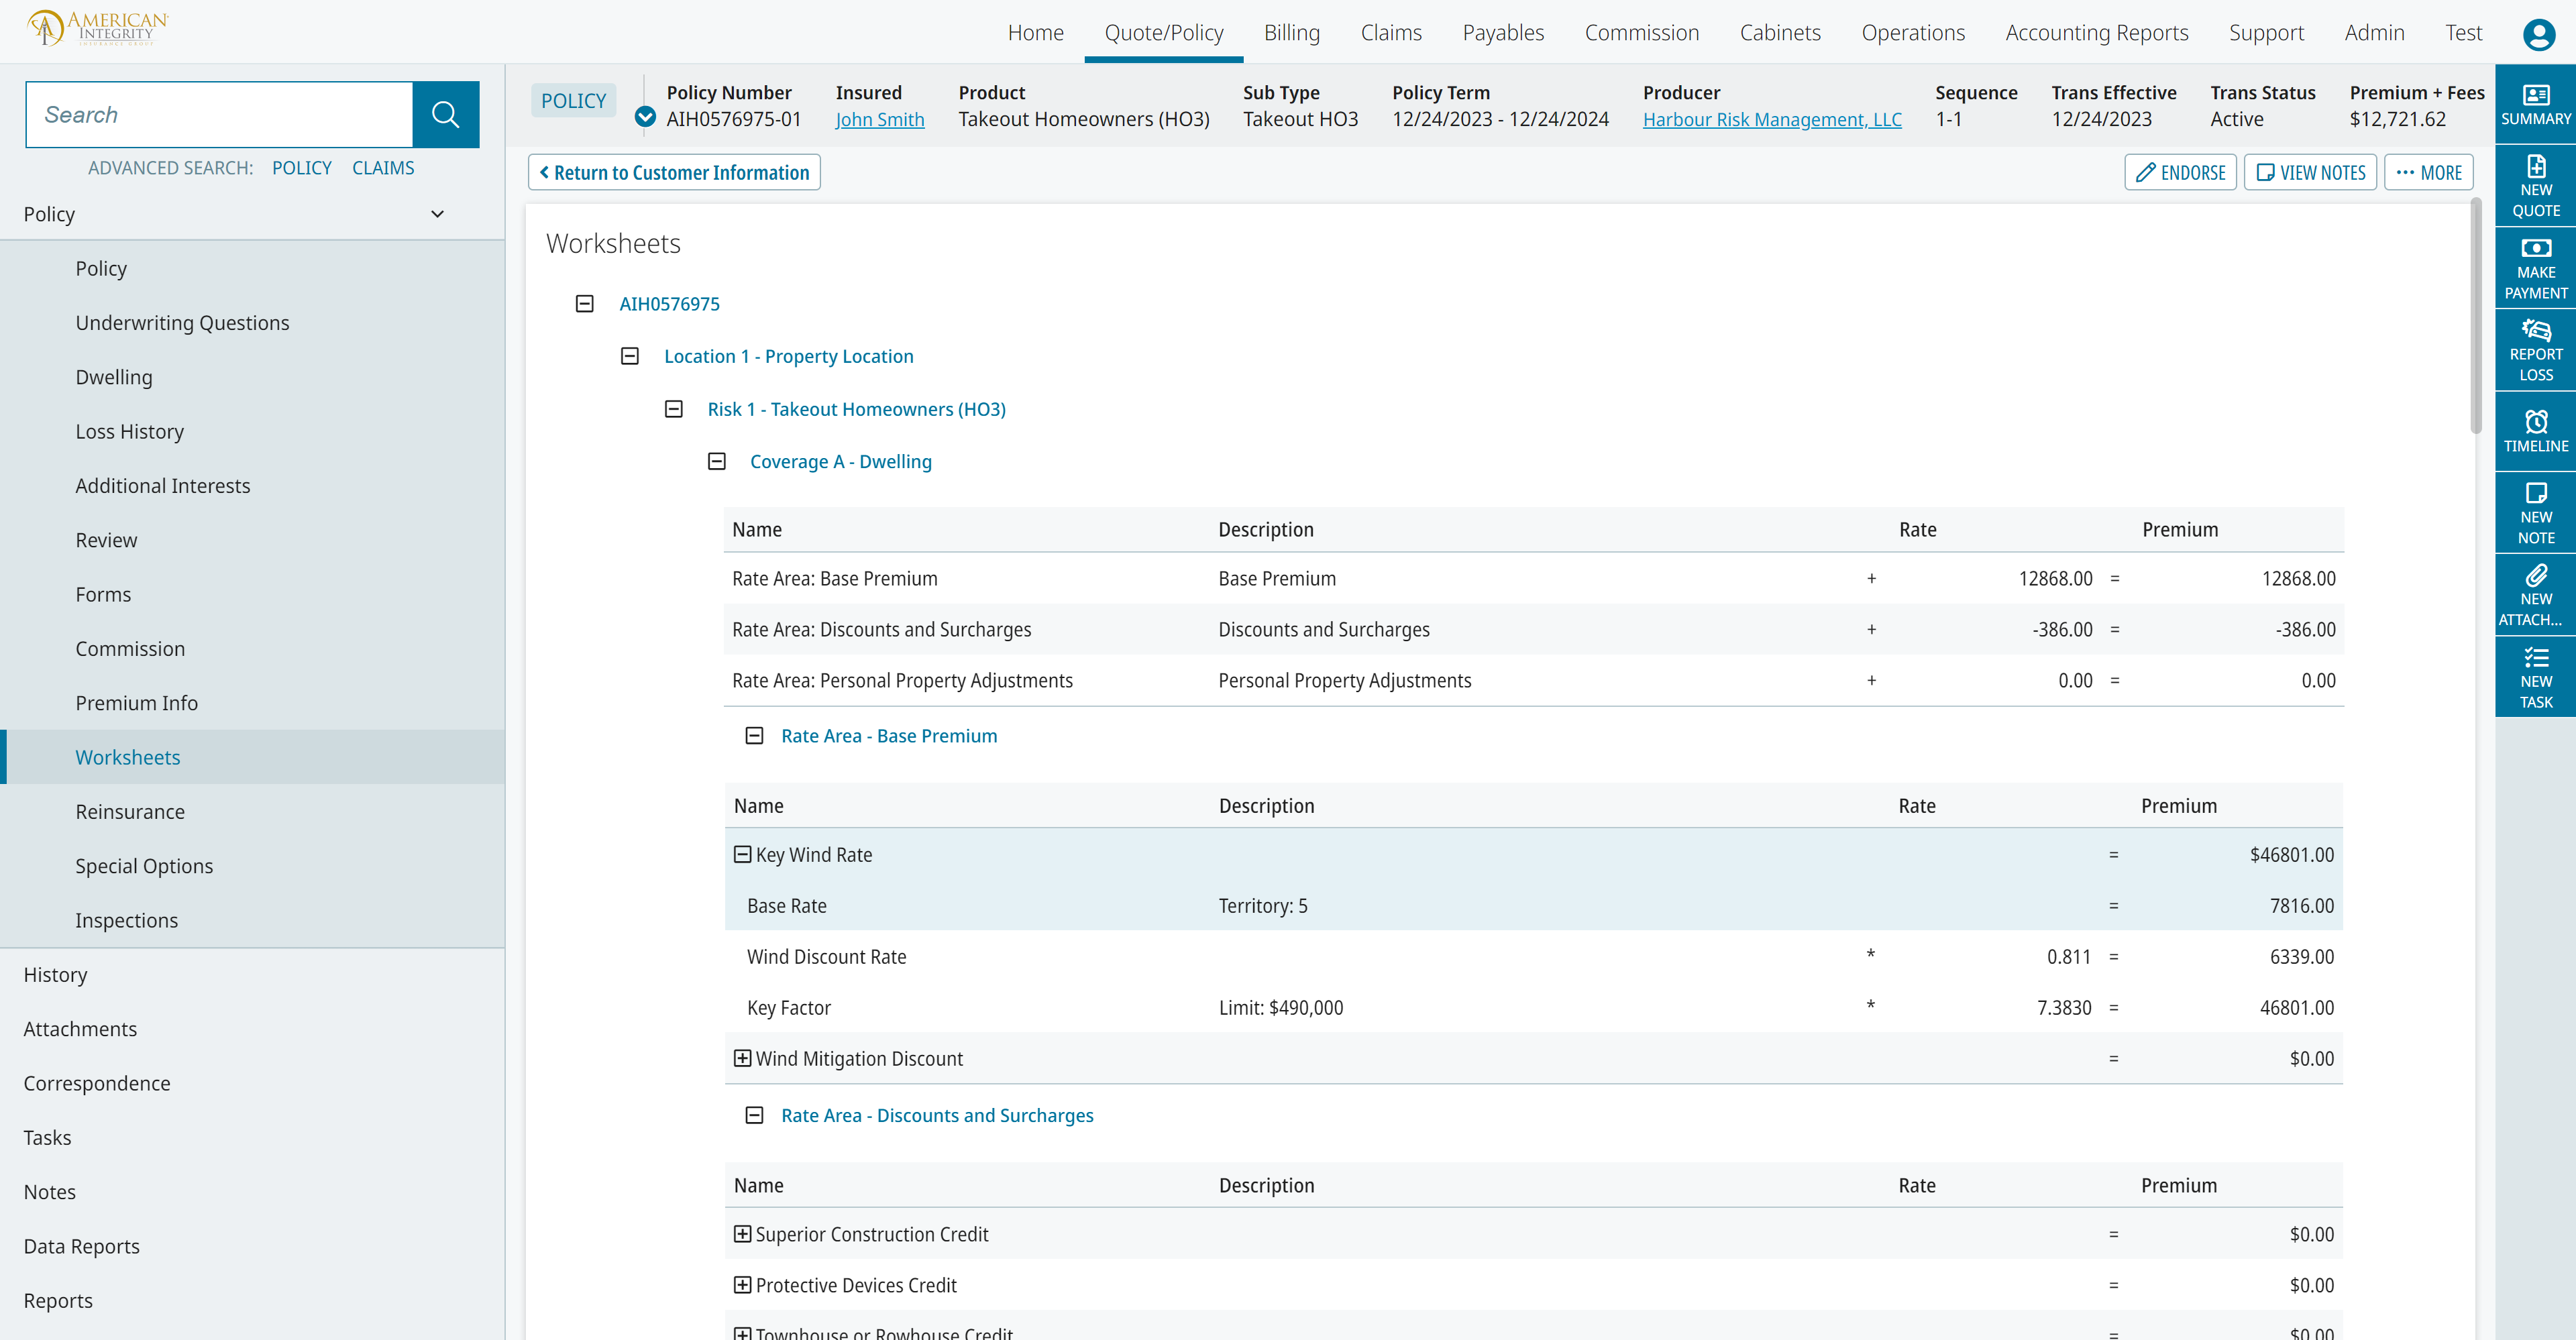 AMERICAN
INTEGRITY
INSURANCE GROUP
Home Quote/Policy Billing Claims Payables Commission Cabinets Operations Accounting Reports Support Admin Test
Search
ADVANCED SEARCH: POLICY CLAIMS
Policy
Policy
Underwriting Questions
Dwelling
Loss History
Additional Interests
Review
Forms
Commission
Premium Info
Worksheets
Reinsurance
Special Options
Inspections
History
Attachments
Correspondence
Tasks
Notes
Data Reports
Reports
POLICY
Policy Number Insured Product Sub Type Policy Term Producer Sequence Trans Effective Trans Status Premium + Fees
AIH0576975-01 John Smith Takeout Homeowners (HO3) Takeout HO3 12/24/2023 - 12/24/2024 Harbour Risk Management, LLC 1-1 12/24/2023 Active $12,721.62
Return to Customer Information
ENDORSE VIEW NOTES ... MORE
Worksheets
AIH0576975
Location 1 - Property Location
Risk 1 - Takeout Homeowners (HO3)
Coverage A - Dwelling
Name Description Rate Premium
Rate Area: Base Premium Base Premium + 12868.00 = 12868.00
Rate Area: Discounts and Surcharges Discounts and Surcharges + -386.00 = -386.00
Rate Area: Personal Property Adjustments Personal Property Adjustments + 0.00 = 0.00
Rate Area - Base Premium
Name Description Rate Premium
Key Wind Rate = $46801.00
Base Rate Territory: 5 = 7816.00
Wind Discount Rate * 0.811 = 6339.00
Key Factor Limit: $490,000 * 7.3830 = 46801.00
Wind Mitigation Discount = $0.00
Rate Area - Discounts and Surcharges
Name Description Rate Premium
Superior Construction Credit = $0.00
Protective Devices Credit = $0.00
Townhouse or Rowhouse Credit = $0.00
SUMMARY
NEW
QUOTE
MAKE
PAYMENT
REPORT
LOSS
TIMELINE
NEW
NOTE
NEW
ATTACH...
NEW
TASK